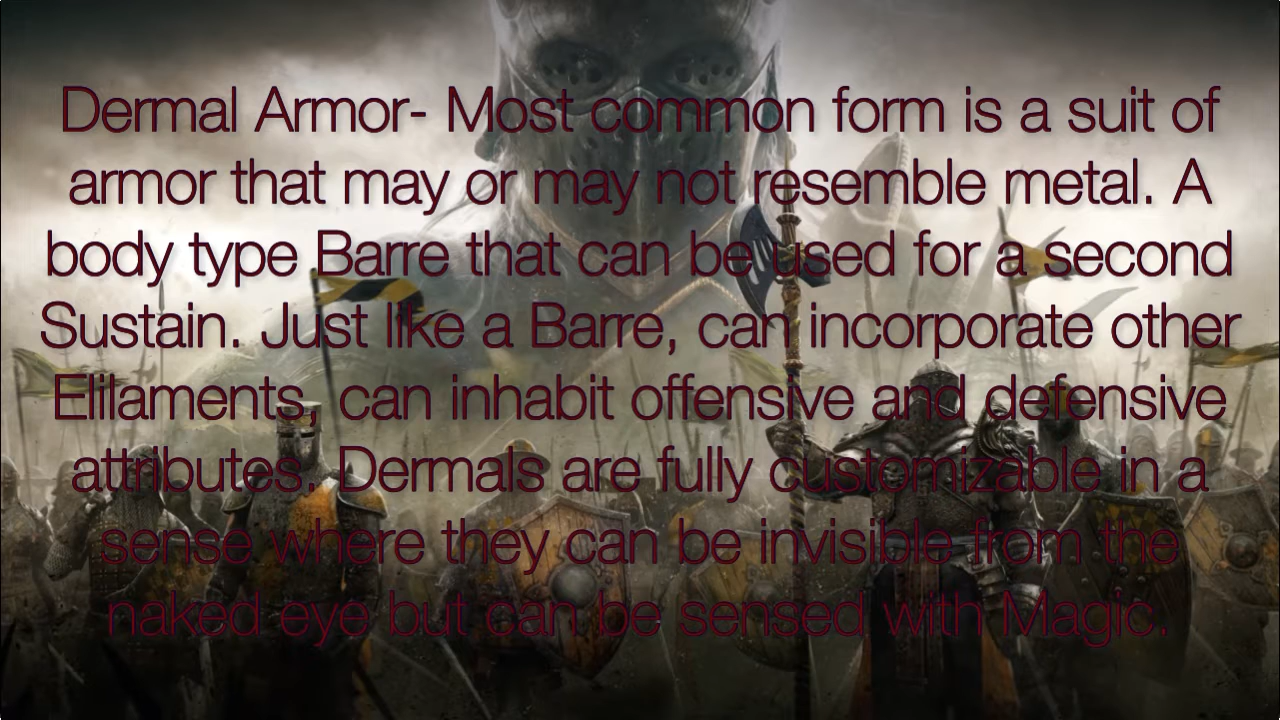 Dermal Armor- Most common form is a suit of
armor that may or may not resemble metal. A
body type Barre that can be used for a second
Sustain. Just like a Barre, can incorporate other
Elilaments, can inhabit offensive and defensive
attributes. Dermals are fully customizable in a
sense where they can be invisible from the
naked eye but can be sensed with Magic.